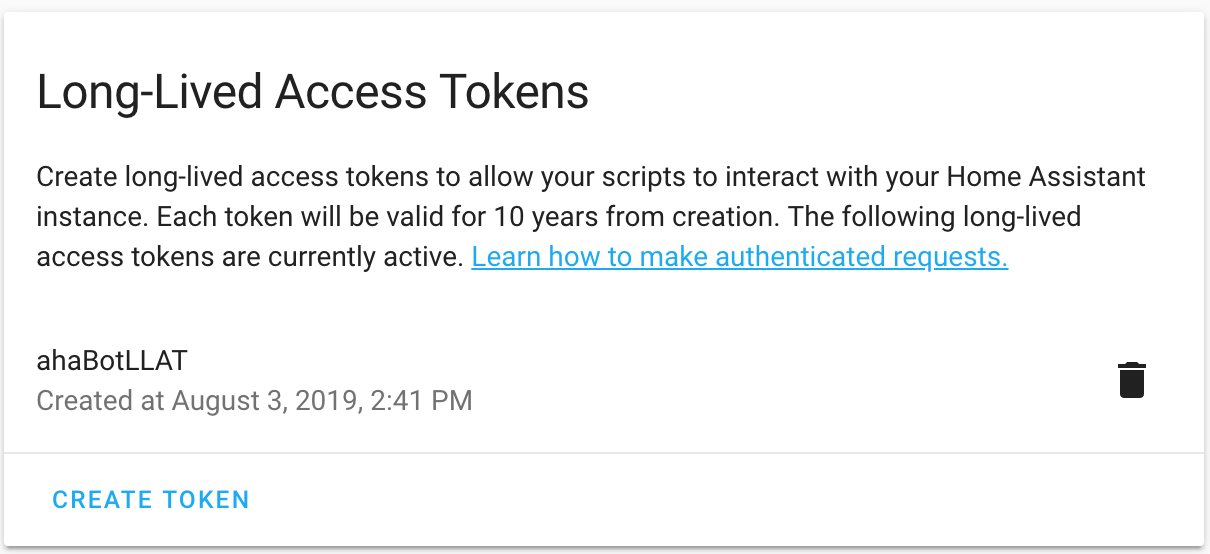 Long-Lived Access Tokens
Create long-lived access tokens to allow your scripts to interact with your Home Assistant
instance. Each token will be valid for 10 years from creation. The following long-lived
access tokens are currently active. Learn how to make authenticated requests.
ahaBotLLAT
Created at August 3, 2019, 2:41 PM
CREATE TOKEN